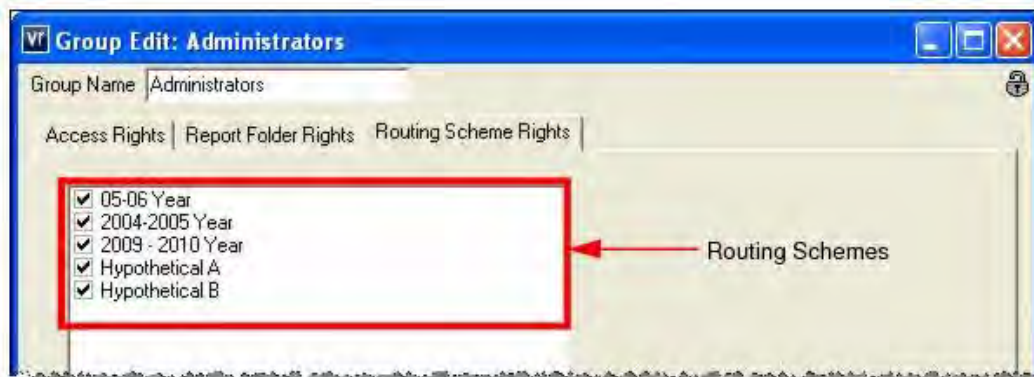 Vr Group Edit: Administrators
Group Name Administrators
Access Rights Report Folder Rights Routing Scheme Rights
05-06 Year
2004-2005 Year
2009 - 2010 Year
Hypothetical A
Hypothetical B
Routing Schemes